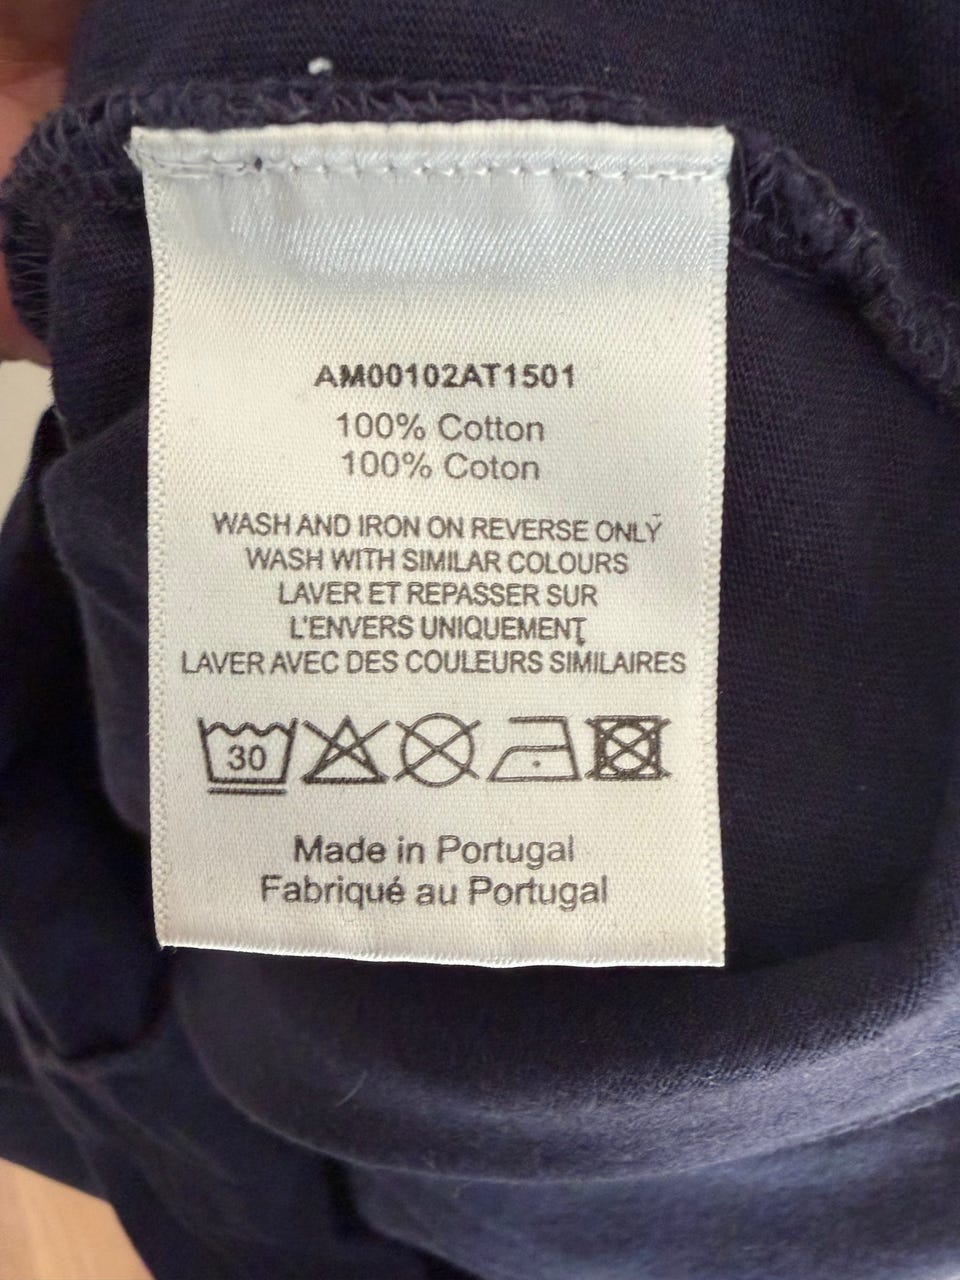 AM00102AT1501
100% Cotton
100% Coton
WASH AND IRON ON REVERSE ONLY
WASH WITH SIMILAR COLOURS
LAVER ET REPASSER SUR
L'ENVERS UNIQUEMENT
LAVER AVEC DES COULEURS SIMILAIRES
30
Made in Portugal
Fabriqué au Portugal